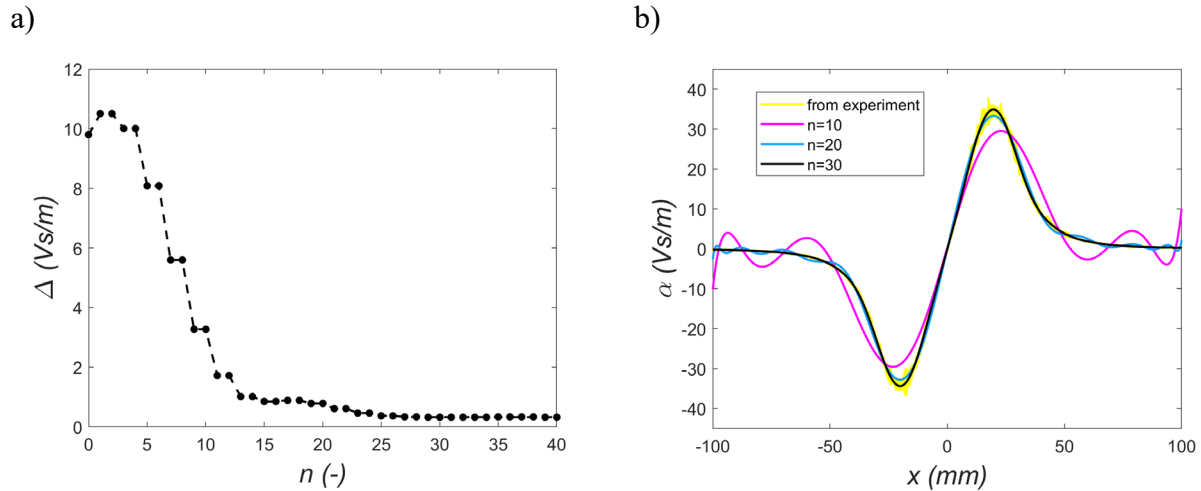 a)
12
10
8
6
4
2
0
Δ (Vs/m)
0 5 10 15 20 25 30 35 40
n (-)
b)
40
30
20
10
0
-10
-20
-30
-40
α (Vs/m)
from experiment
n=10
n=20
n=30
-100 -50 0 50 100
x (mm)